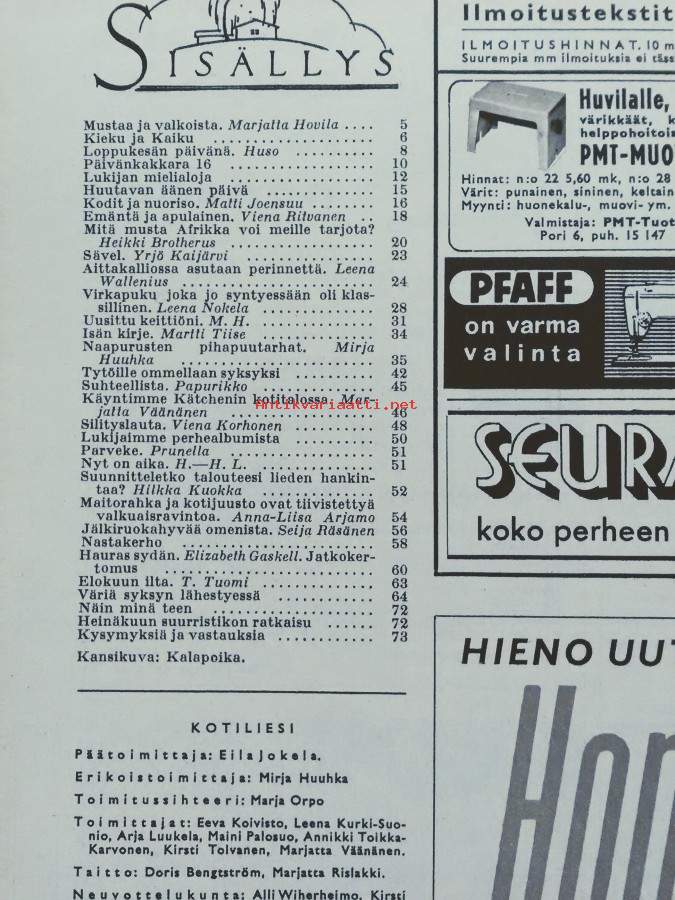 SISÄLLYS
Mustaa ja valkoista. Marjatta Hovila .... 5
Kieku ja Kaiku .............. 6
Loppukesän päivänä. Huso .......... 8
Päivänkakkara 16 .............. 10
Lukijan mielialoja .............. 12
Huutavan äänen päivä .............. 15
Kodit ja nuoriso. Matti Joensuu ...... 16
Emäntä ja apulainen. Viena Ritvanen .. 18
Mitä musta Afrikka voi meille tarjota?
Heikki Brotherus .............. 20
Sävel. Yrjö Kaijärvi .............. 23
Aittakalliossa asutaan perinnettä. Leena
Wallenius .............. 24
Virkapuku joka jo syntyessään oli klas-
sillinen. Leena Nokela .............. 28
Uusittu keittiöni. M. H. .............. 31
Isän kirje. Martti Tiise .............. 34
Naapurusten pihapuutarhat. Mirja
Huuhka .............. 35
Tytöille ommellaan syksyksi .......... 42
Suhteellista. Papurikko .............. 45
Käyntimme Kätchenin kotitalossa. Mar-
jatta Väänänen .............. 46
Silityslauta. Viena Korhonen .......... 48
Lukijaimme perhealbumista .......... 50
Parveke. Prunella .............. 51
Nyt on aika. H.—H. L. .............. 51
Suunnitteletko talouteesi lieden hankin-
taa? Hilkka Kuokka .............. 52
Maitorahka ja kotijuusto ovat tiivistettyä
valkuaisravintoa. Anna-Liisa Arjamo 54
Jälkiruokahyvää omenista. Seija Räsänen 56
Nastakerho .............. 58
Hauras sydän. Elizabeth Gaskell. Jatkoker-
tomus .............. 60
Elokuun ilta. T. Tuomi .............. 63
Väriä syksyn lähestyessä .............. 64
Näin minä teen .............. 72
Heinäkuun suurristikon ratkaisu ...... 72
Kysymyksiä ja vastauksia .............. 73
Kansikuva: Kalapoika.
KOTILIESI
Päätoimittaja: Eila Jokela.
Erikoistoimittaja: Mirja Huuhka
Toimitussihteeri: Marja Orpo
Toimittajat: Eeva Koivisto, Leena Kurki-Suo-
nio, Arja Luukela, Maini Palosuo, Annikki Toikka-
Karvonen, Kirsti Tolvanen, Marjatta Väänänen.
Taitto: Doris Bengtström, Marjatta Rislakki.
Neuvottelukunta: Alli Wiherheimo, Kirsti
Ilmoitustekstit
ILMOITUSHINNAT. 10 m
Suurempia mm ilmoituksia ei täss
Huvilalle,
värikkäät, k
helppohoitois
PMT-MUO
Hinnat: n:o 22 5,60 mk, n:o 28
Värit: punainen, sininen, keltain
Myynti: huonekalu-, muovi- ym.
Valmistaja: PMT-Tuot
Pori 6, puh. 15 147
PFAFF
on varma
valinta
SEURA
koko perheen
HIENO UUT
Hop
antikvariaatti.net